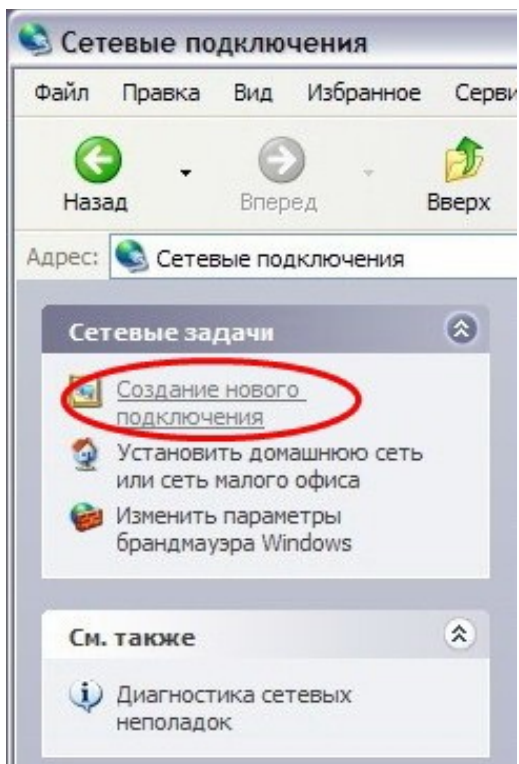 Сетевые подключения
Файл Правка Вид Избранное Серви
Назад Вперед Вверх
Адрес: Сетевые подключения
Сетевые задачи
Создание нового
подключения
Установить домашнюю сеть
или сеть малого офиса
Изменить параметры
брандмауэра Windows
См. также
Диагностика сетевых
неполадок